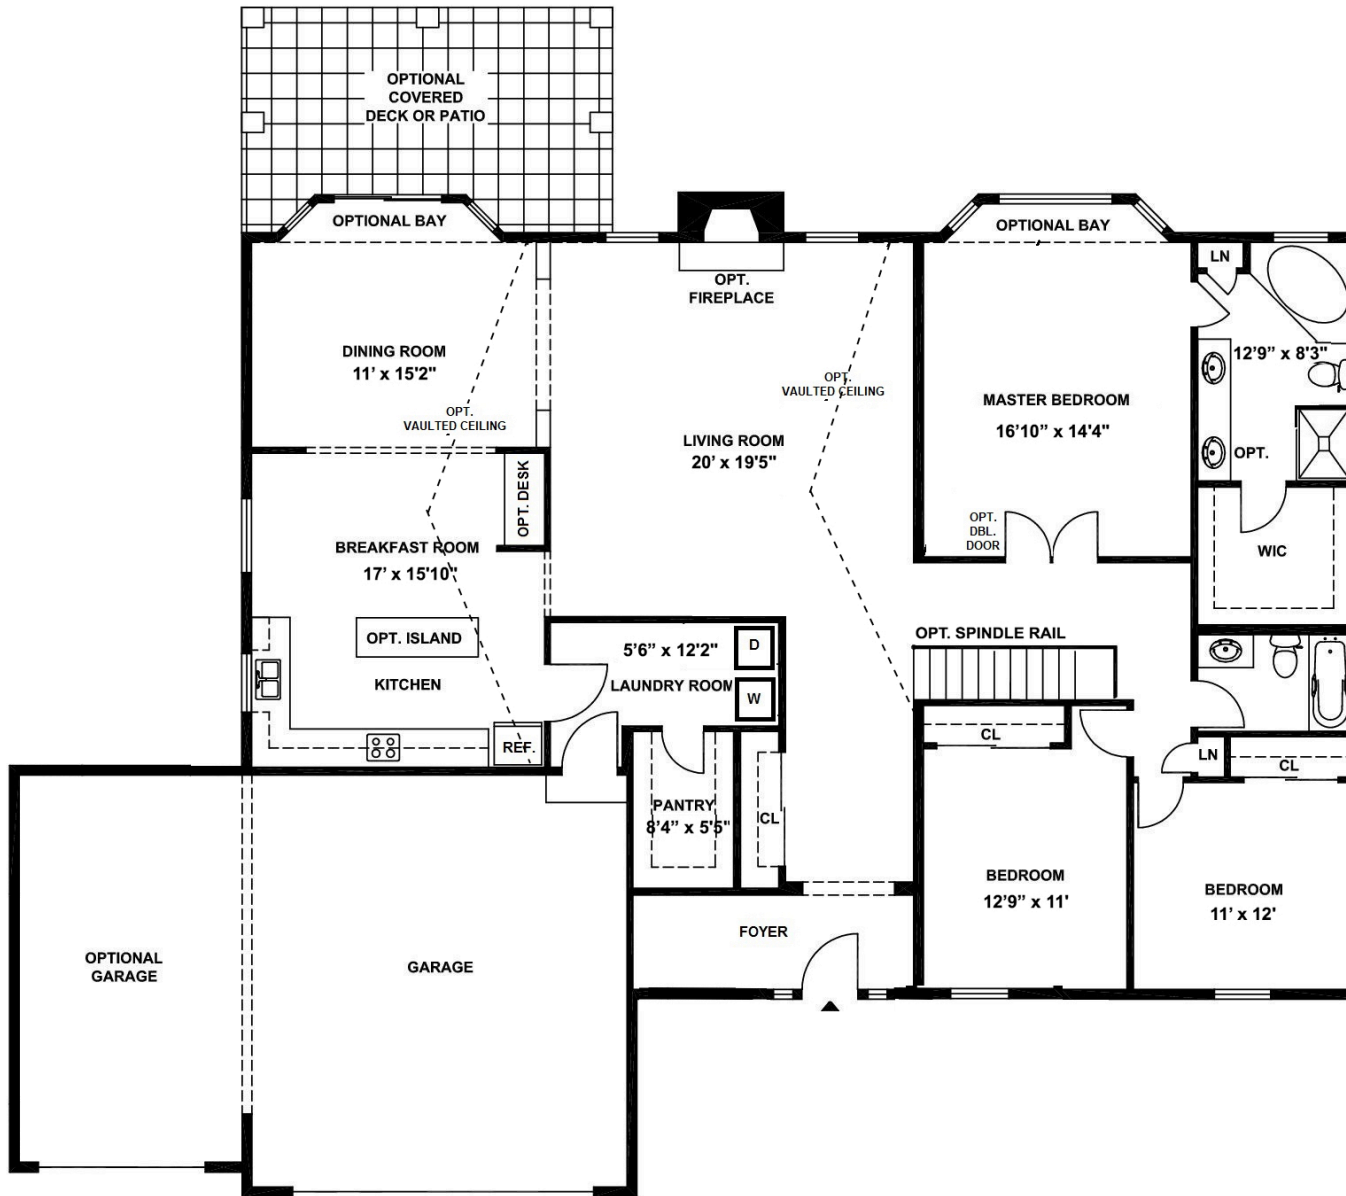 OPTIONAL
COVERED
DECK OR PATIO
OPTIONAL BAY
OPTIONAL BAY
LN
OPT.
FIREPLACE
DINING ROOM
11’ x 15'2"
OPT.
VAULTED CEILING
OPT.
VAULTED CEILING
LIVING ROOM
20’ x 19'5"
MASTER BEDROOM
16'10” x 14'4"
12’9” x 8'3"
OPT.
OPT. DESK
OPT.
DBL.
DOOR
WIC
BREAKFAST ROOM
17’ x 15'10"
OPT. ISLAND
KITCHEN
REF.
5’6” x 12'2”
LAUNDRY ROOM
D
W
OPT. SPINDLE RAIL
CL
LN
CL
PANTRY
8’4” x 5'5"
CL
BEDROOM
12’9” x 11'
BEDROOM
11’ x 12'
FOYER
OPTIONAL
GARAGE
GARAGE